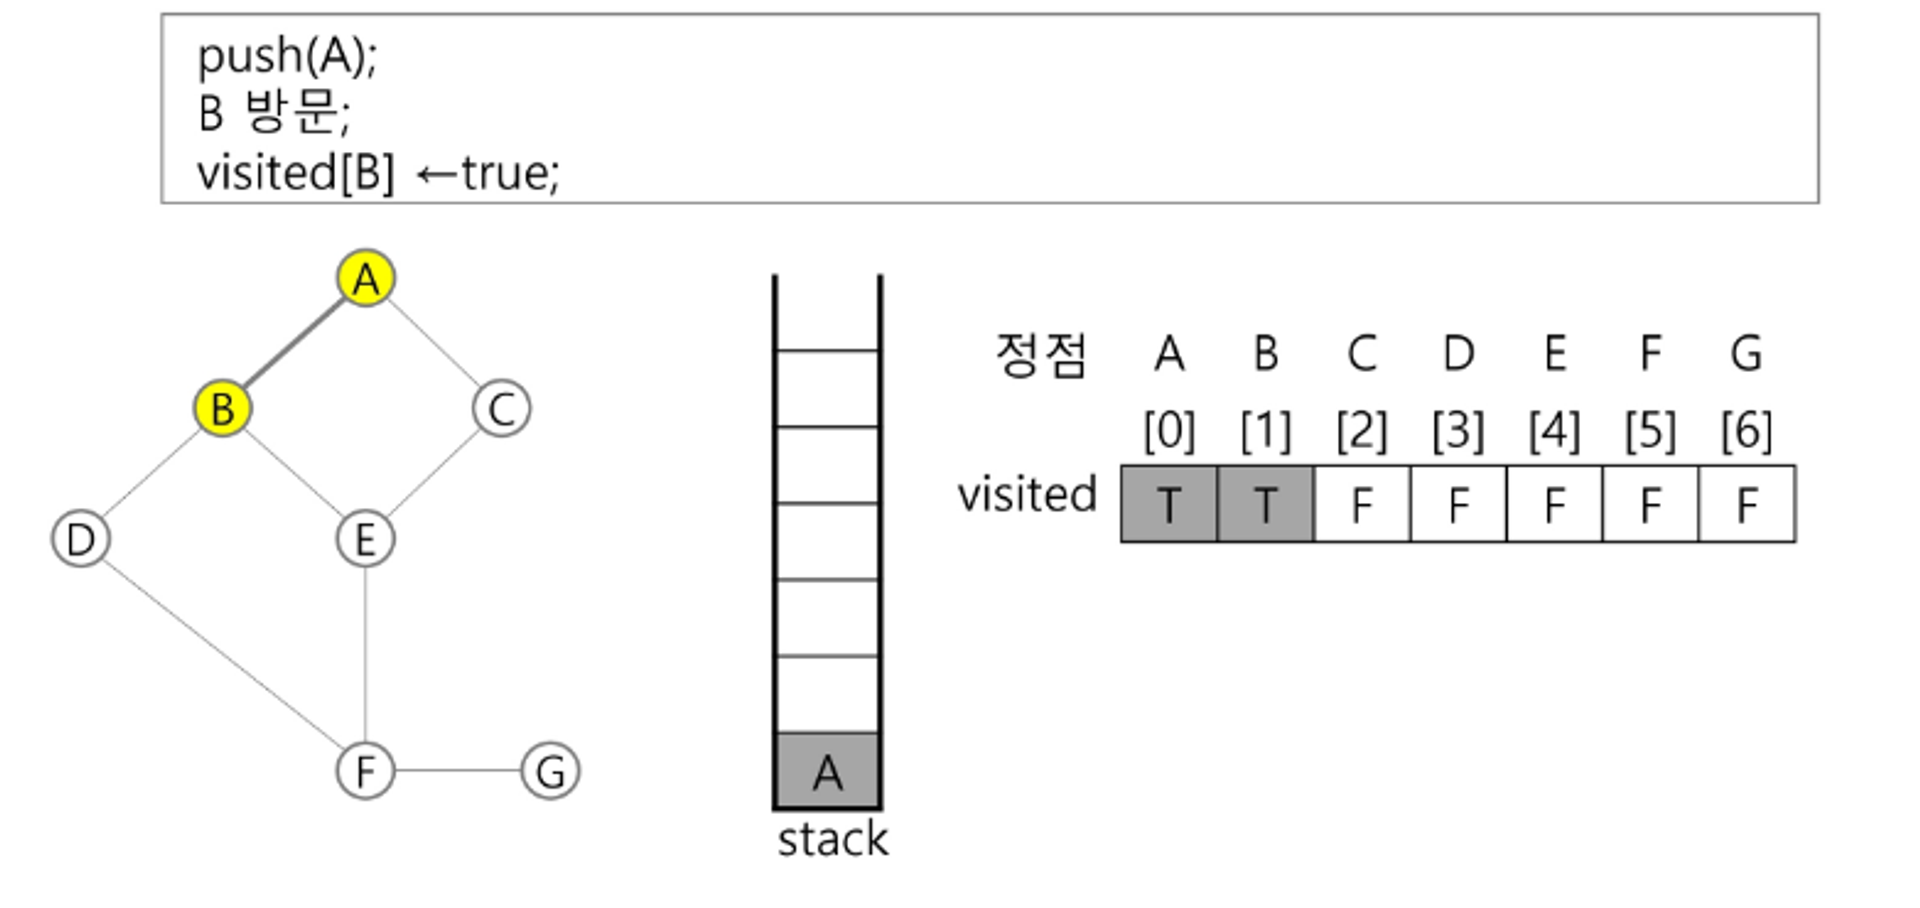 push(A);
B 방문;
visited[B] ←true;
A
B
C
D
E
F
G
A
stack
정점 A B C D E F G
[0] [1] [2] [3] [4] [5] [6]
visited T T F F F F F